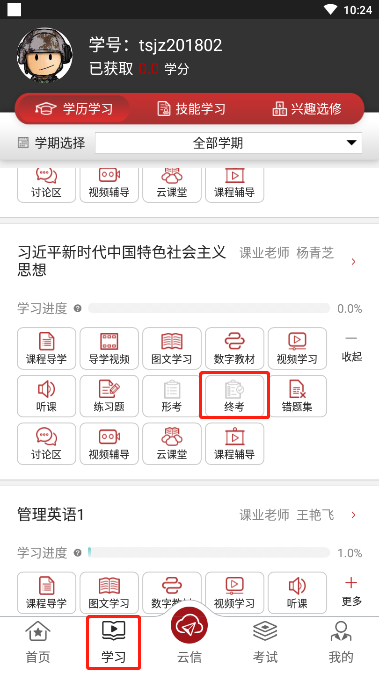 10:24
学号：tsjz201802
已获取 0.0 学分
学历学习 技能学习 兴趣选修
学期选择 全部学期
讨论区 视频辅导 云课堂 课程辅导
习近平新时代中国特色社会主义 课业老师 杨青芝
思想
学习进度 0.0%
课程导学 导学视频 图文学习 数字教材 视频学习 收起
听课 练习题 形考 终考 错题集
讨论区 视频辅导 云课堂 课程辅导
管理英语1 课业老师 王艳飞
学习进度 1.0%
课程导学 图文学习 数字教材 视频学习 听课 更多
首页 学习 云信 考试 我的